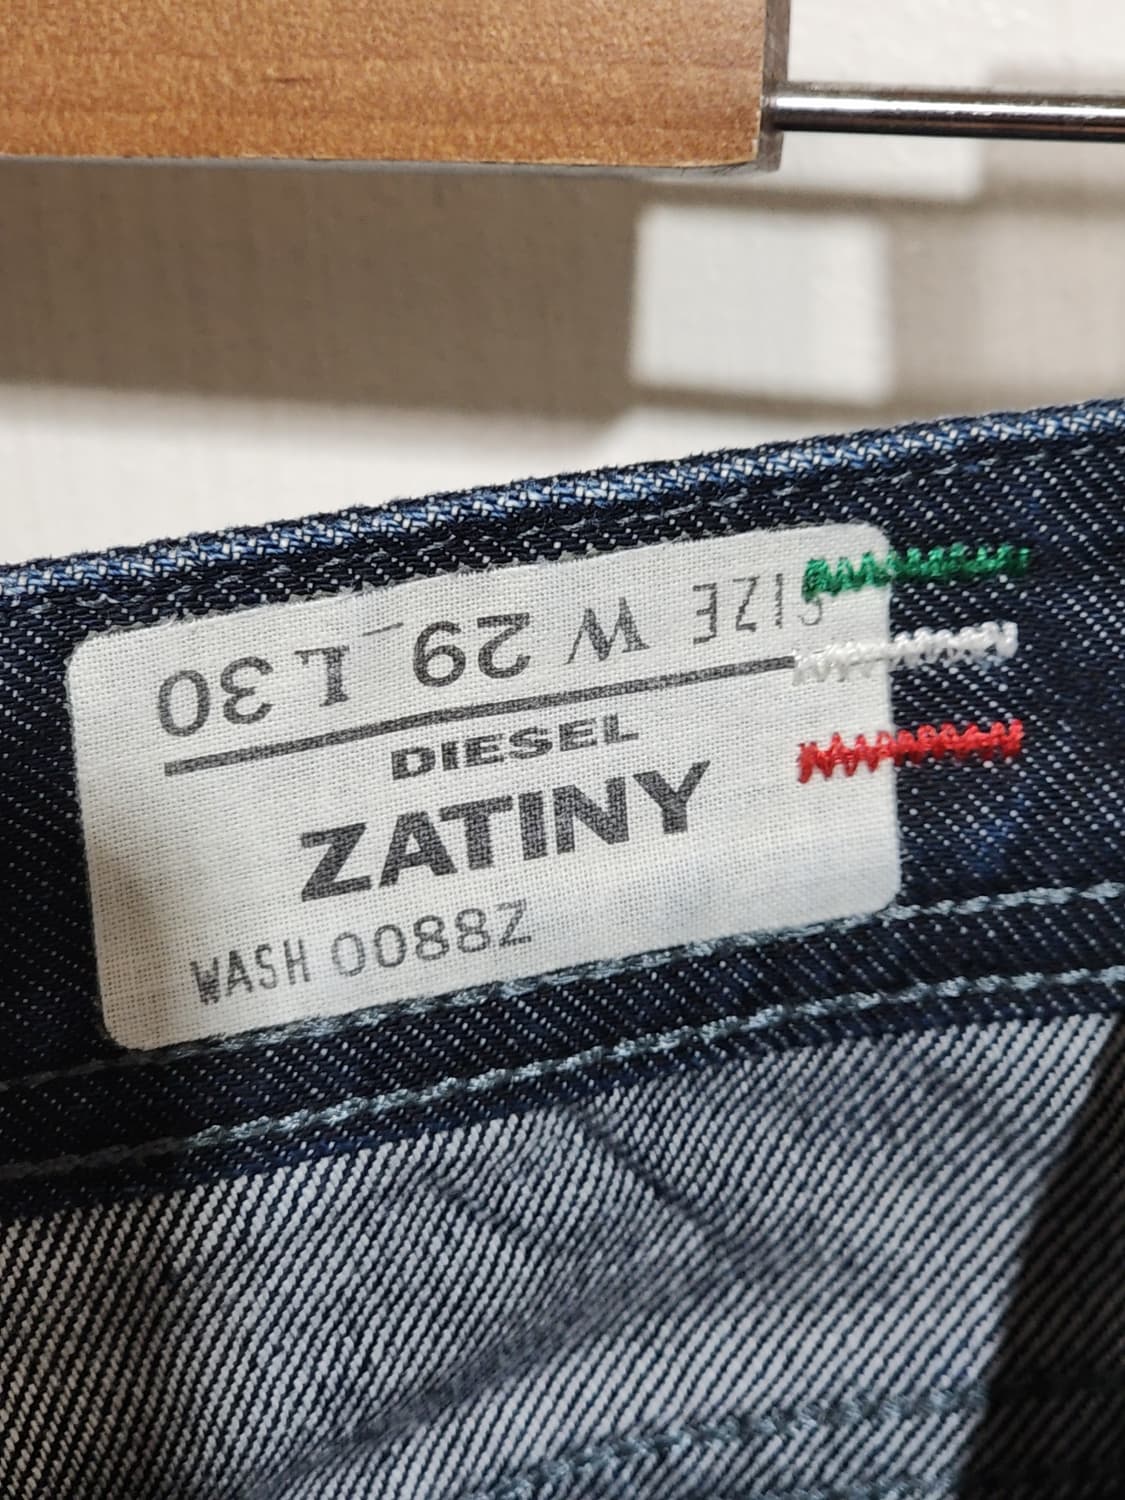 SIZE W 29 L 30
DIESEL
ZATINY
WASH 0088Z